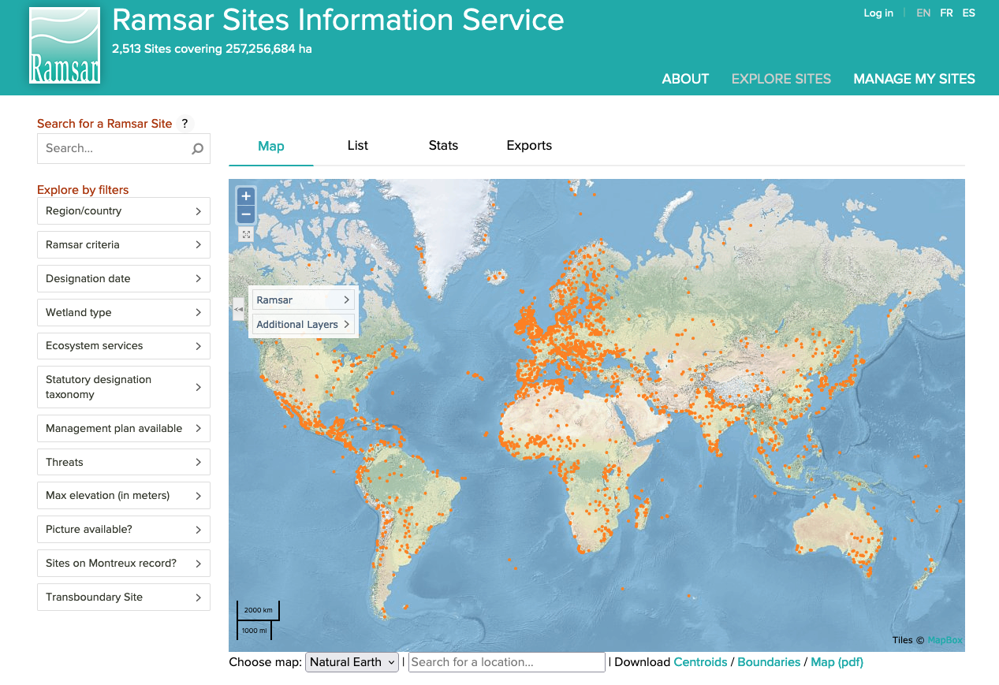 Ramsar
Ramsar Sites Information Service
2,513 Sites covering 257,256,684 ha
Log in | EN FR ES
ABOUT EXPLORE SITES MANAGE MY SITES
Search for a Ramsar Site ?
Search...
Explore by filters
Region/country
Ramsar criteria
Designation date
Wetland type
Ecosystem services
Statutory designation
taxonomy
Management plan available
Threats
Max elevation (in meters)
Picture available?
Sites on Montreux record?
Transboundary Site
Map List Stats Exports
+
−
Ramsar
Additional Layers
2000 km
1000 mi
Tiles © MapBox
Choose map: Natural Earth | Search for a location... | Download Centroids / Boundaries / Map (pdf)